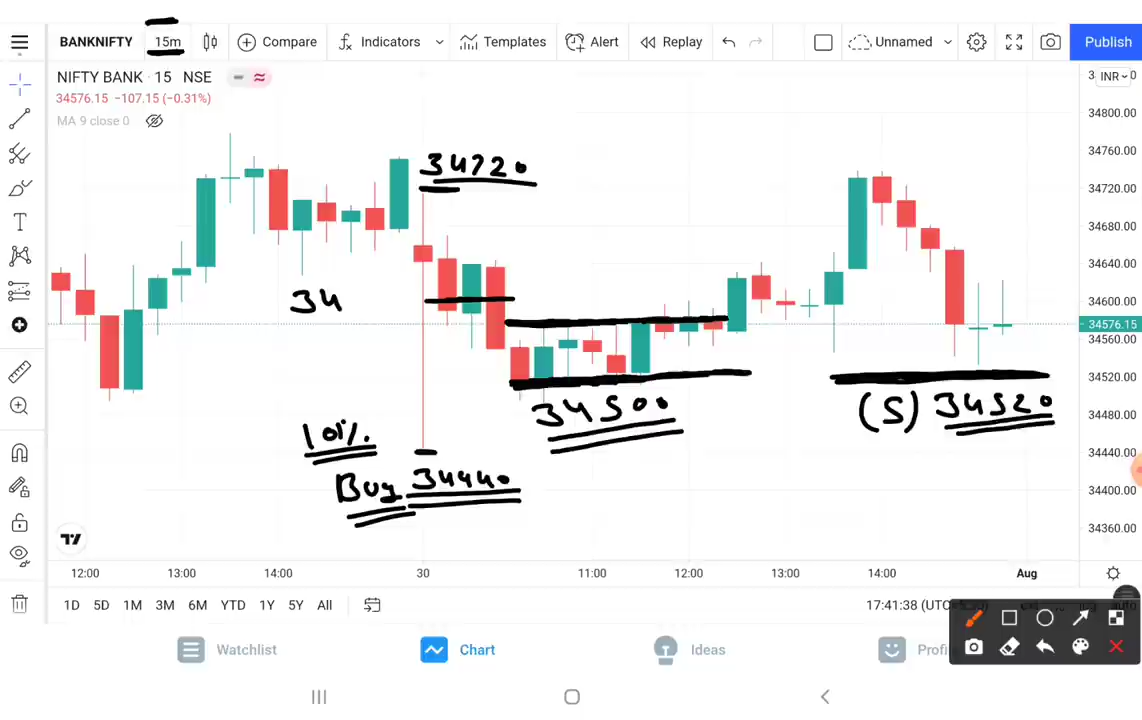 BANKNIFTY 15m Compare Indicators Templates Alert Replay Unnamed Publish
NIFTY BANK · 15 NSE
34576.15 −107.15 (−0.31%)
MA 9 close 0
INR
34800.00
34760.00
34720.00
34680.00
34640.00
34600.00
34576.15
34560.00
34520.00
34480.00
34440.00
34400.00
34360.00
34720
34
34500
(S) 34520
10%.
Buy 34440
12:00 13:00 14:00 30 11:00 12:00 13:00 14:00 Aug
1D 5D 1M 3M 6M YTD 1Y 5Y All 17:41:38 (UTC auto
Watchlist Chart Ideas Profi